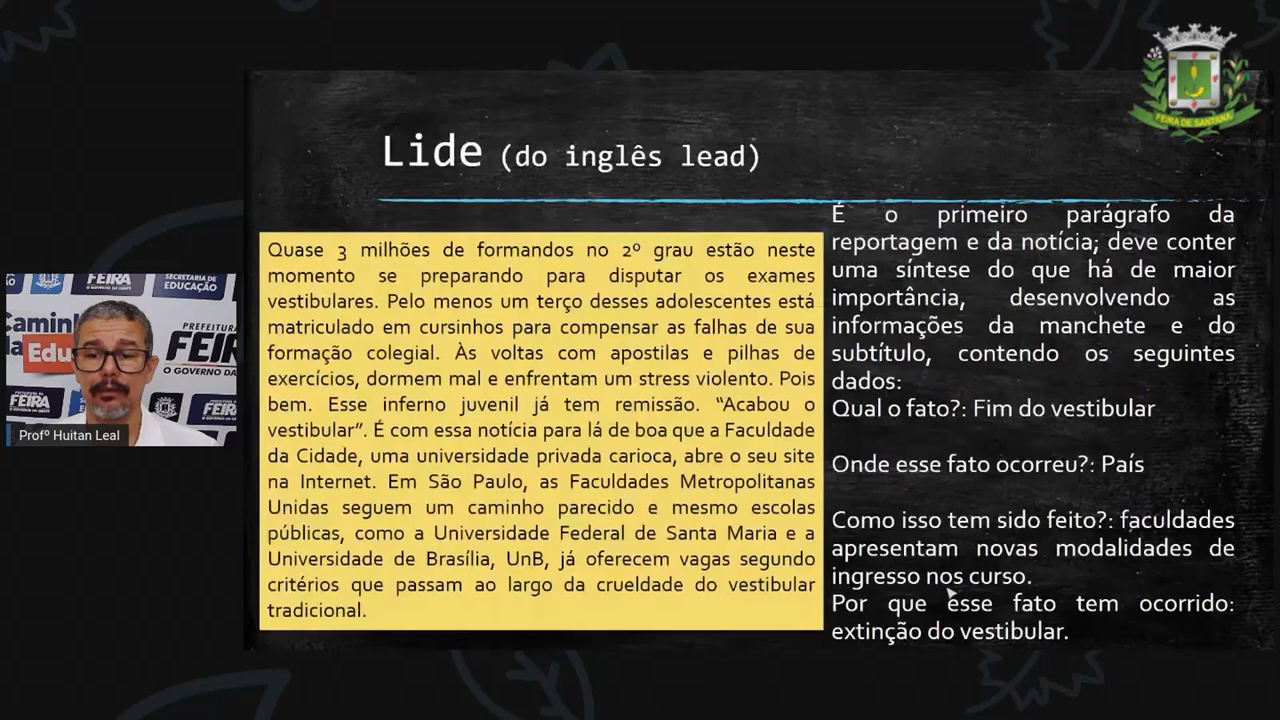 FEIRA DE SANTANA
Lide (do inglês lead)
Quase 3 milhões de formandos no 2º grau estão neste
momento se preparando para disputar os exames
vestibulares. Pelo menos um terço desses adolescentes está
matriculado em cursinhos para compensar as falhas de sua
formação colegial. Às voltas com apostilas e pilhas de
exercícios, dormem mal e enfrentam um stress violento. Pois
bem. Esse inferno juvenil já tem remissão. “Acabou o
vestibular”. É com essa notícia para lá de boa que a Faculdade
da Cidade, uma universidade privada carioca, abre o seu site
na Internet. Em São Paulo, as Faculdades Metropolitanas
Unidas seguem um caminho parecido e mesmo escolas
públicas, como a Universidade Federal de Santa Maria e a
Universidade de Brasília, UnB, já oferecem vagas segundo
critérios que passam ao largo da crueldade do vestibular
tradicional.
É o primeiro parágrafo da
reportagem e da notícia; deve conter
uma síntese do que há de maior
importância, desenvolvendo as
informações da manchete e do
subtítulo, contendo os seguintes
dados:
Qual o fato?: Fim do vestibular
Onde esse fato ocorreu?: País
Como isso tem sido feito?: faculdades
apresentam novas modalidades de
ingresso nos curso.
Por que esse fato tem ocorrido:
extinção do vestibular.
FEIRA
SECRETARIA DE
EDUCAÇÃO
Caminh
da
Edu
PREFEITURA
FEIR
O GOVERNO DA
FEIRA
FEIR
Profº Huitan Leal